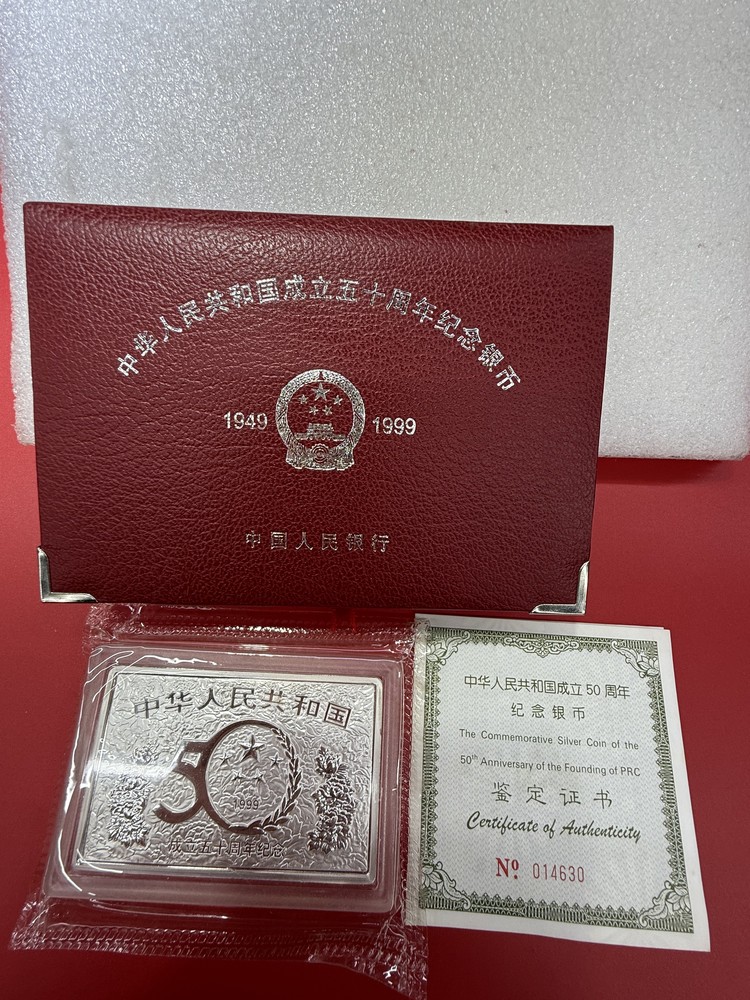 中华人民共和国成立五十周年纪念银币
1949 1999
中国人民银行
中华人民共和国
50
1999
成立五十周年纪念
中华人民共和国成立50周年
纪念银币
The Commemorative Silver Coin of the
50th Anniversary of the Founding of PRC
鉴定证书
Certificate of Authenticity
Nº 014630